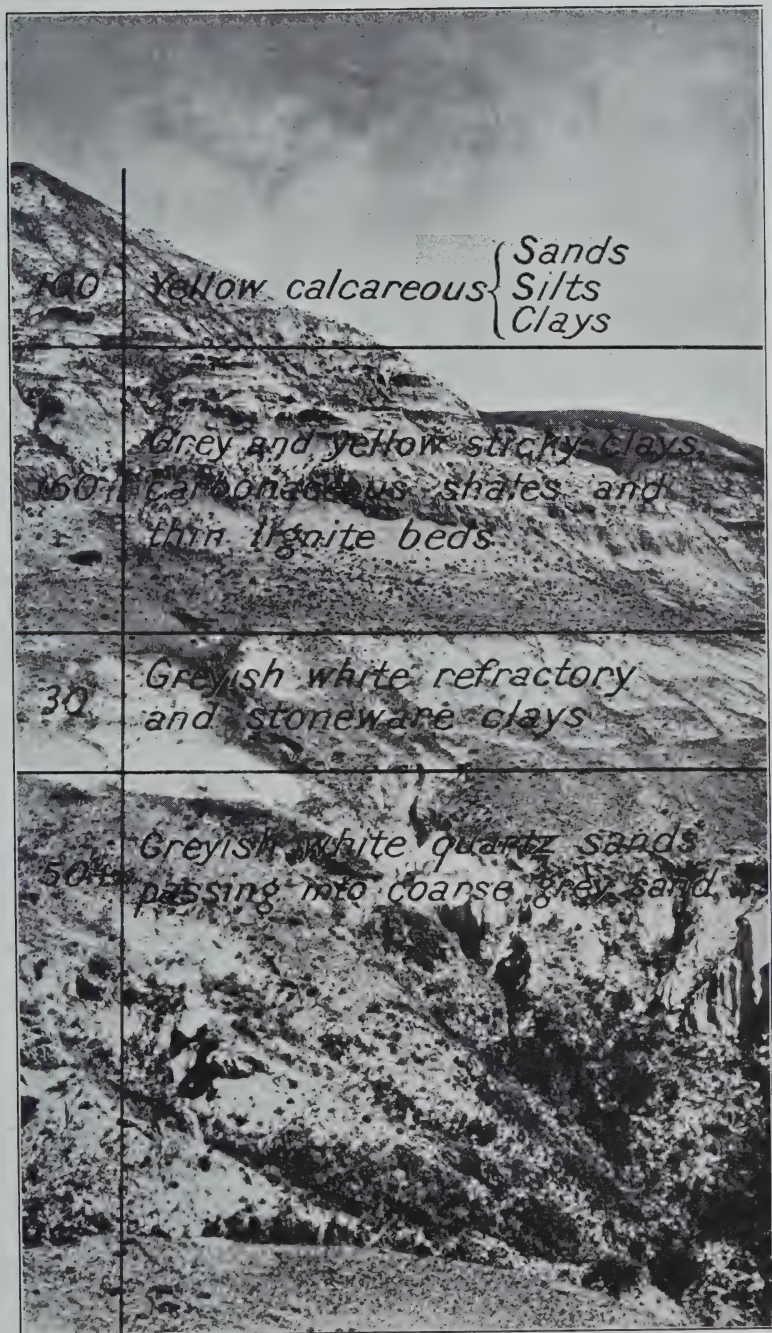 100 Yellow calcareous { Sands
Silts
Clays
Grey and yellow sticky clays,
160± carbonaceous shales and
thin lignite beds
30 Greyish white refractory
and stoneware clays
50+ Greyish white quartz sands
passing into coarse grey sand